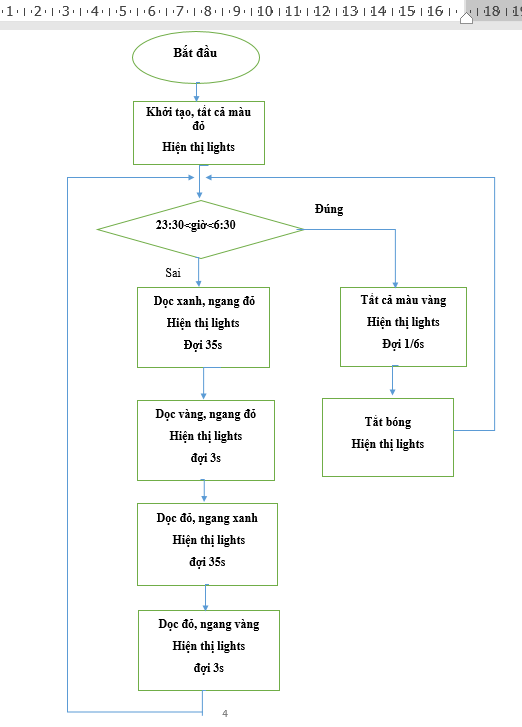 1 2 3 4 5 6 7 8 9 10 11 12 13 14 15 16 18 19
Bắt đầu
Khởi tạo, tất cả màu
đỏ
Hiện thị lights
23:30<giờ<6:30
Đúng
Sai
Dọc xanh, ngang đỏ
Hiện thị lights
Đợi 35s
Tất cả màu vàng
Hiện thị lights
Đợi 1/6s
Dọc vàng, ngang đỏ
Hiện thị lights
đợi 3s
Tắt bóng
Hiện thị lights
Dọc đỏ, ngang xanh
Hiện thị lights
đợi 35s
Dọc đỏ, ngang vàng
Hiện thị lights
đợi 3s
4